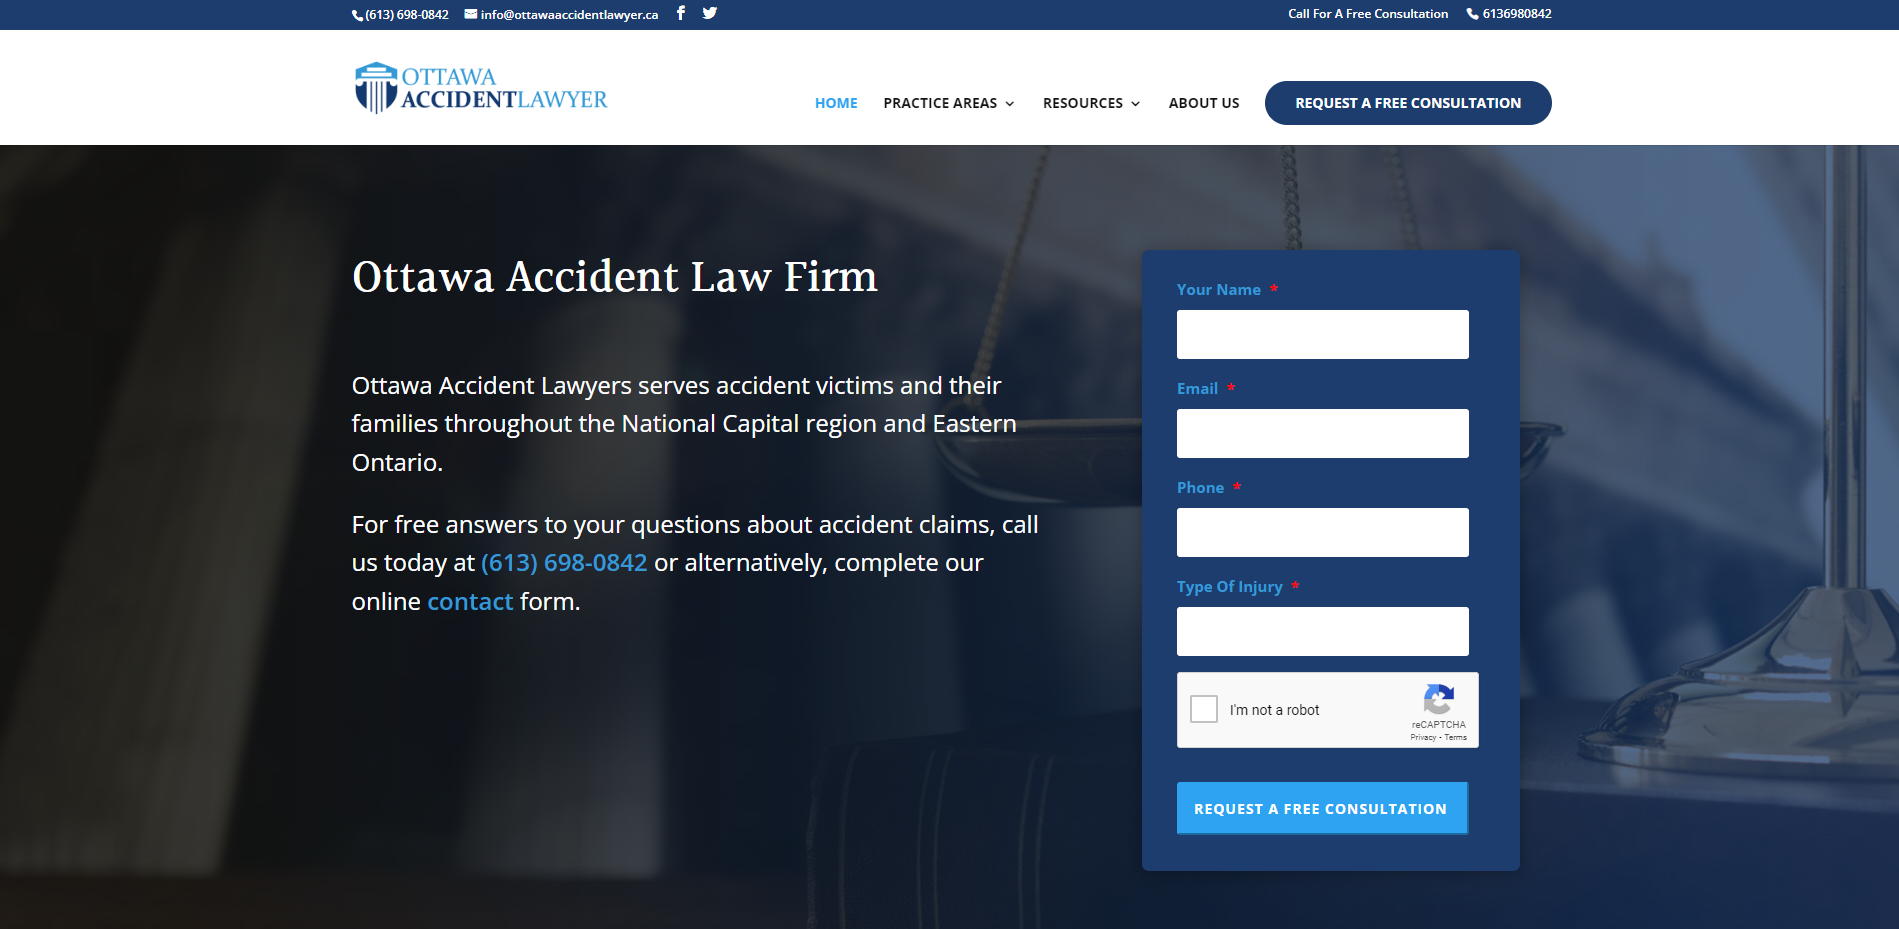 (613) 698-0842 info@ottawaaccidentlawyer.ca
Call For A Free Consultation 6136980842
OTTAWA
ACCIDENTLAWYER
HOME PRACTICE AREAS RESOURCES ABOUT US REQUEST A FREE CONSULTATION
Ottawa Accident Law Firm
Ottawa Accident Lawyers serves accident victims and their
families throughout the National Capital region and Eastern
Ontario.
For free answers to your questions about accident claims, call
us today at (613) 698-0842 or alternatively, complete our
online contact form.
Your Name *
Email *
Phone *
Type Of Injury *
I'm not a robot
reCAPTCHA
Privacy - Terms
REQUEST A FREE CONSULTATION